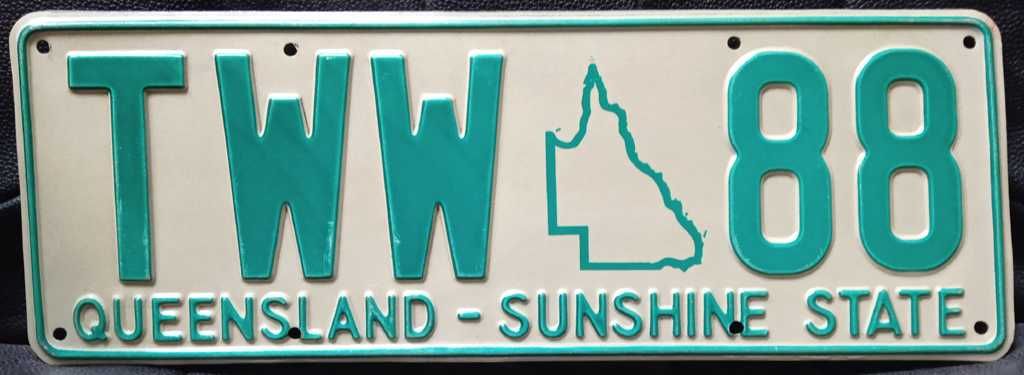 TWW 88
QUEENSLAND - SUNSHINE STATE